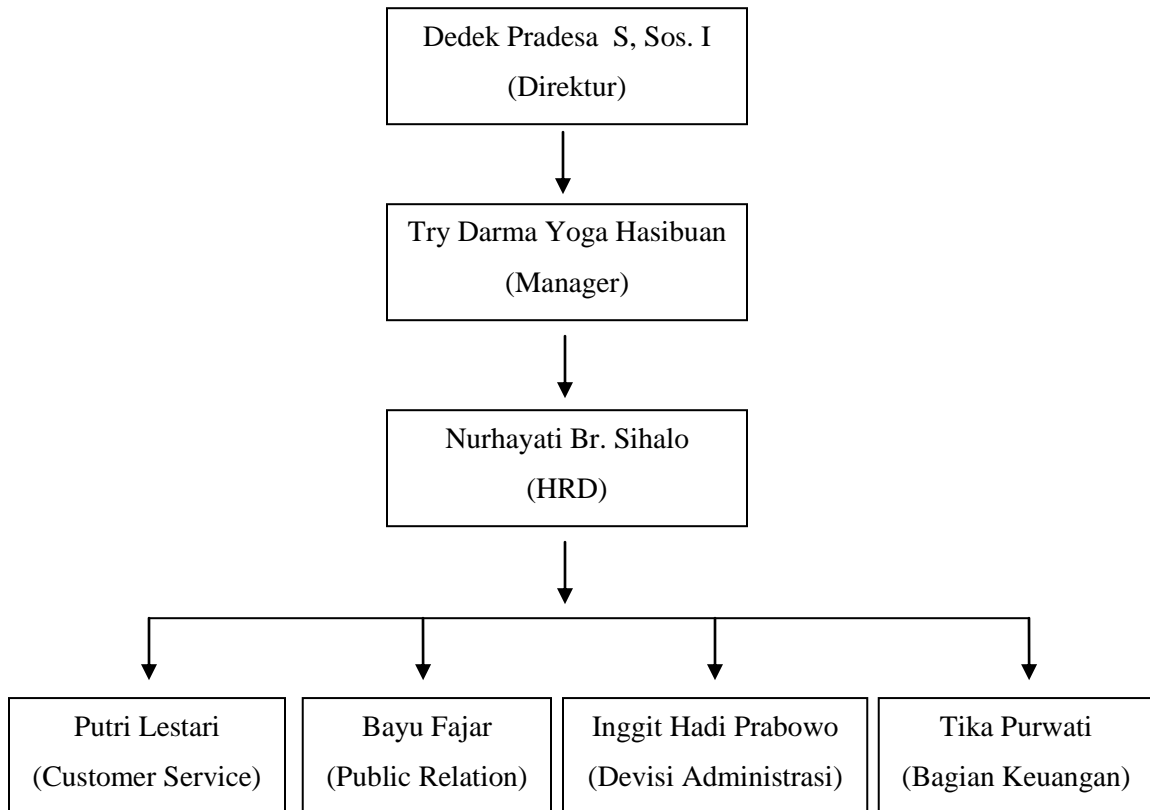 Dedek Pradesa  S, Sos. I
(Direktur)
Try Darma Yoga Hasibuan
(Manager)
Nurhayati Br. Sihalo
(HRD)
Putri Lestari
(Customer Service)
Bayu Fajar
(Public Relation)
Inggit Hadi Prabowo
(Devisi Administrasi)
Tika Purwati
(Bagian Keuangan)